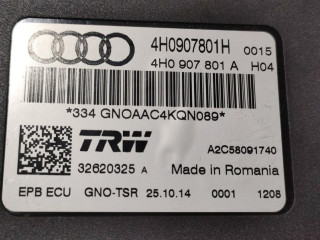 4H0907801H 0015
4H0 907 801 A H04
*334 GNOAAC4KQN089*
TRW A2C58091740
32620325 A Made in Romania
EPB ECU GNO-TSR 25.10.14 0001 1208